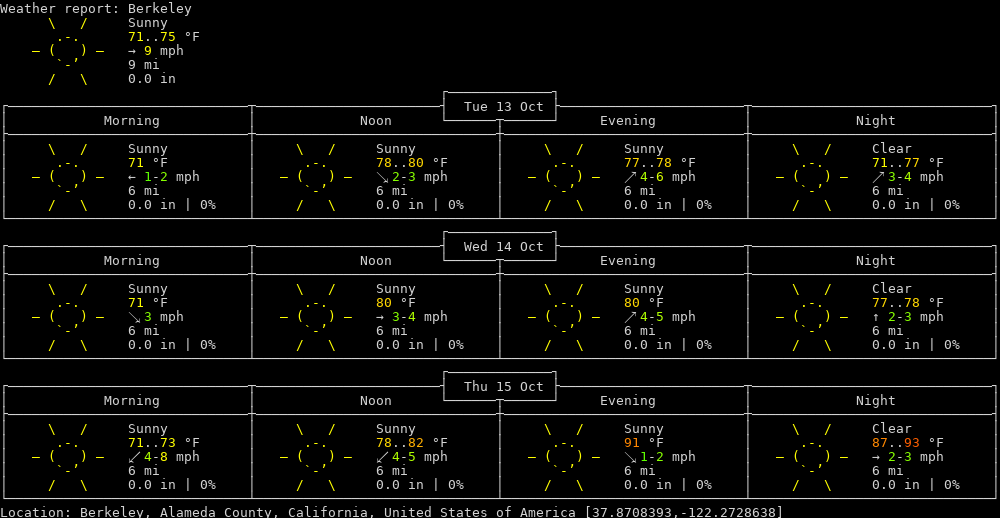 Weather report: Berkeley
Sunny
71..75 °F
→ 9 mph
9 mi
0.0 in
Tue 13 Oct
Morning Noon Evening Night
Sunny Sunny Sunny Clear
71 °F 78..80 °F 77..78 °F 71..77 °F
← 1-2 mph ↘ 2-3 mph ↗ 4-6 mph ↗ 3-4 mph
6 mi 6 mi 6 mi 6 mi
0.0 in | 0% 0.0 in | 0% 0.0 in | 0% 0.0 in | 0%
Wed 14 Oct
Morning Noon Evening Night
Sunny Sunny Sunny Clear
71 °F 80 °F 80 °F 77..78 °F
↘ 3 mph → 3-4 mph ↗ 4-5 mph ↑ 2-3 mph
6 mi 6 mi 6 mi 6 mi
0.0 in | 0% 0.0 in | 0% 0.0 in | 0% 0.0 in | 0%
Thu 15 Oct
Morning Noon Evening Night
Sunny Sunny Sunny Clear
71..73 °F 78..82 °F 91 °F 87..93 °F
↙ 4-8 mph ↙ 4-5 mph ↘ 1-2 mph → 2-3 mph
6 mi 6 mi 6 mi 6 mi
0.0 in | 0% 0.0 in | 0% 0.0 in | 0% 0.0 in | 0%
Location: Berkeley, Alameda County, California, United States of America [37.8708393,-122.2728638]